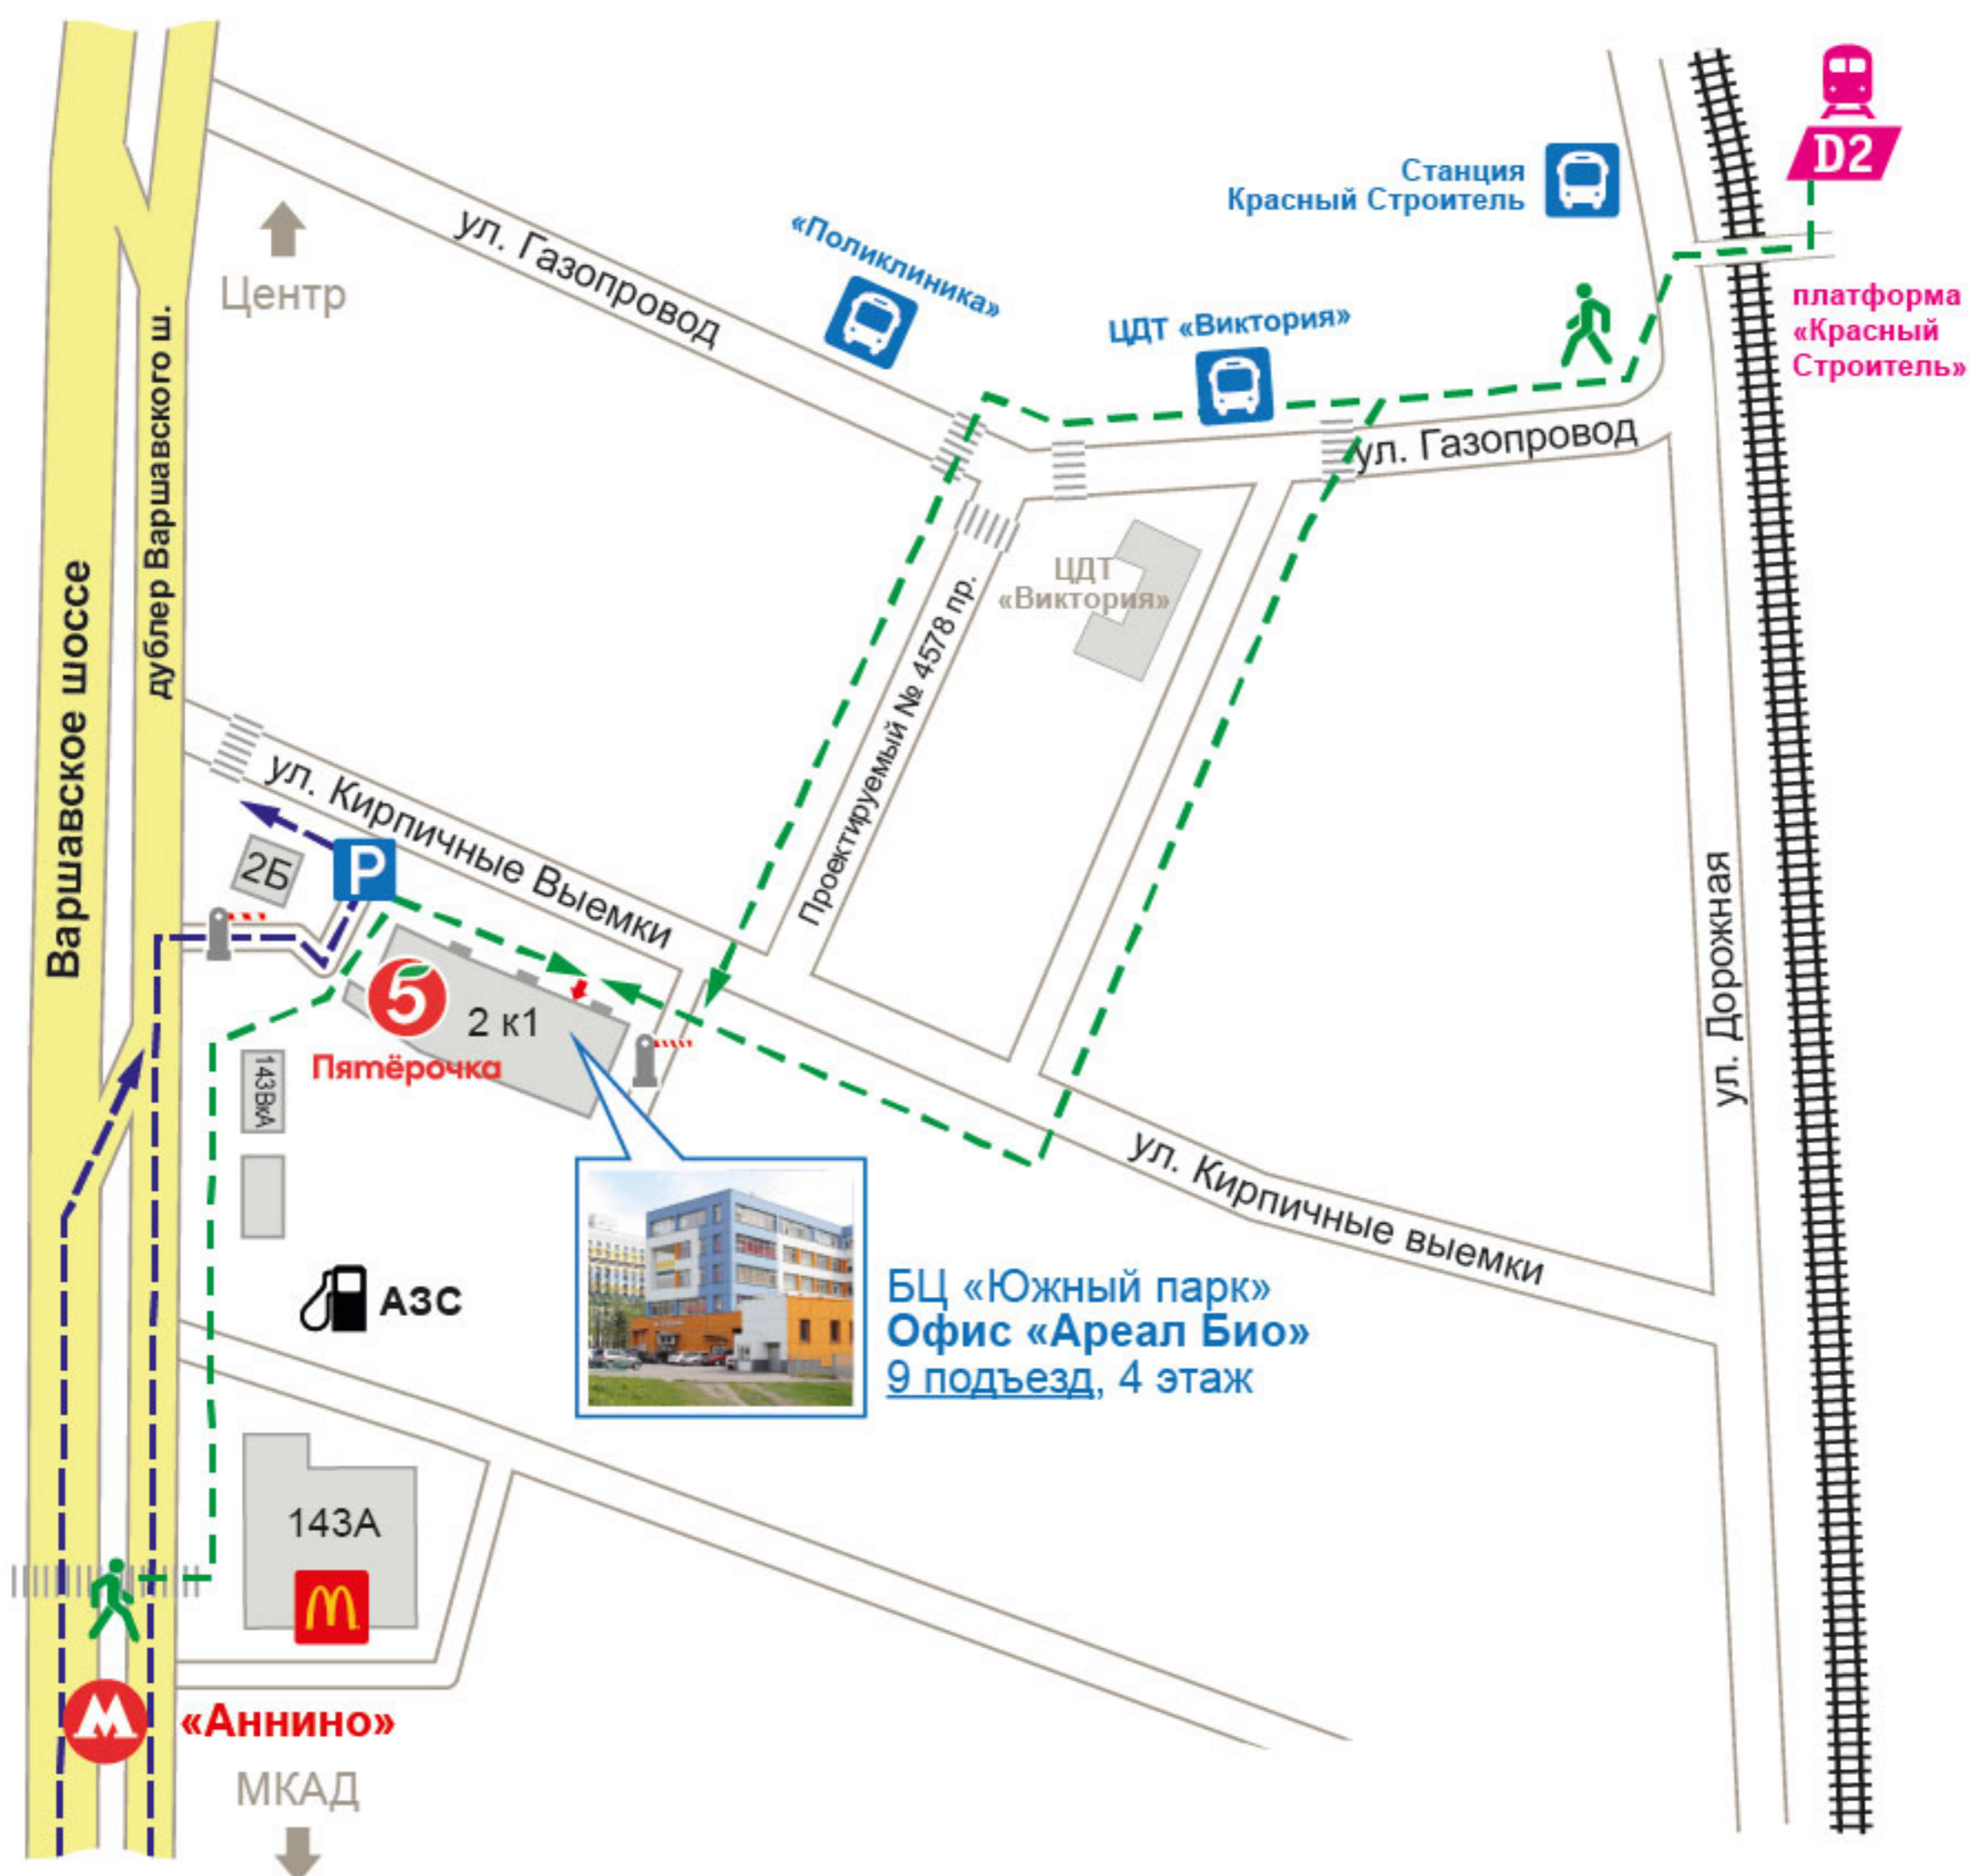 D2
Станция
Красный Строитель
«Поликлиника»
ул. Газопровод
Центр
ЦДТ «Виктория»
платформа
«Красный
Строитель»
ул. Газопровод
дублер Варшавского ш.
Варшавское шоссе
ЦДТ
«Виктория»
Проектируемый № 4578 пр.
ул. Кирпичные Выемки
2Б
P
5
2 к1
Пятёрочка
143ВкА
ул. Дорожная
ул. Кирпичные выемки
АЗС
БЦ «Южный парк»
Офис «Ареал Био»
9 подъезд, 4 этаж
143А
М
«Аннино»
МКАД